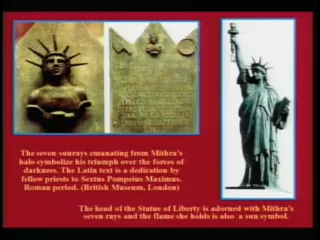 The seven sunrays emanating from Mithra's
halo symbolize his triumph over the forces of
darkness. The Latin text is a dedication by
fellow priests to Sextus Pompeius Maximus.
Roman period. (British Museum, London)
The head of the Statue of Liberty is adorned with Mithra's
seven rays and the flame she holds is also a sun symbol.